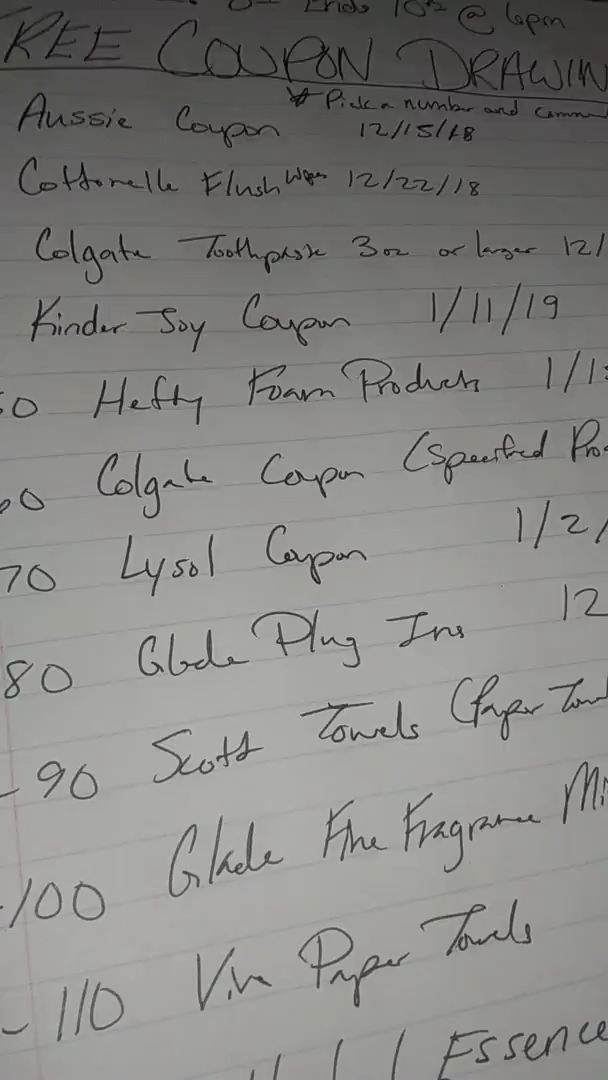 Ends 10th @ 6pm
REE COUPON DRAWIN
* Pick a number and comm
Aussie Coupon 12/15/18
Cottonelle Flush Wipes 12/22/18
Colgate Toothpaste 3oz or larger 12/
Kinder Joy Coupon 1/11/19
0 Hefty Foam Products 1/1
60 Colgate Coupon (Specified Pro
70 Lysol Coupon 1/2/
80 Glade Plug Ins 12
-90 Scott Towels (Paper Tow
-100 Glade Fine Fragrance Mi
-110 Viva Paper Towels
Essence